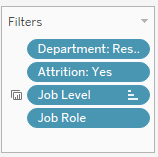 Filters
Department: Res..
Attrition: Yes
Job Level
Job Role